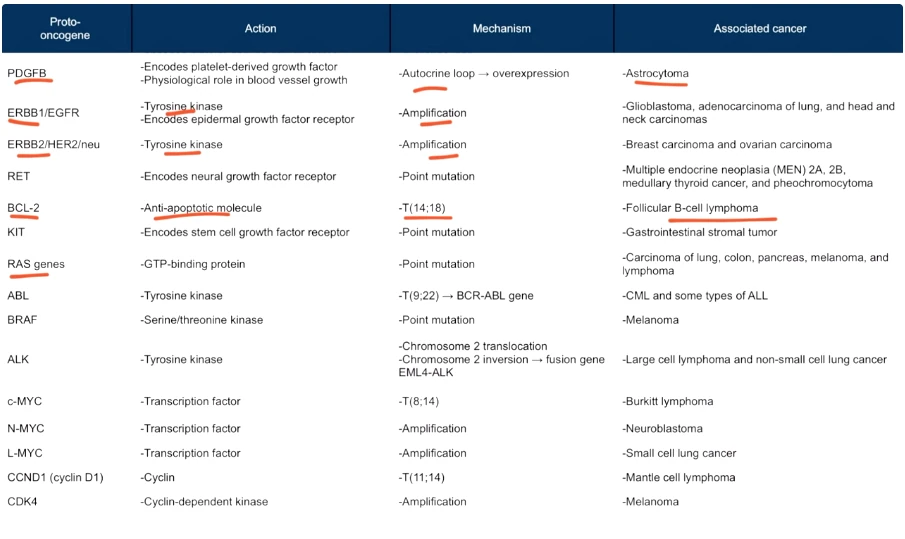 Proto-
oncogene Action Mechanism Associated cancer
PDGFB -Encodes platelet-derived growth factor -Autocrine loop → overexpression -Astrocytoma
-Physiological role in blood vessel growth
ERBB1/EGFR -Tyrosine kinase -Amplification -Glioblastoma, adenocarcinoma of lung, and head and
-Encodes epidermal growth factor receptor neck carcinomas
ERBB2/HER2/neu -Tyrosine kinase -Amplification -Breast carcinoma and ovarian carcinoma
RET -Encodes neural growth factor receptor -Point mutation -Multiple endocrine neoplasia (MEN) 2A, 2B,
medullary thyroid cancer, and pheochromocytoma
BCL-2 -Anti-apoptotic molecule -T(14;18) -Follicular B-cell lymphoma
KIT -Encodes stem cell growth factor receptor -Point mutation -Gastrointestinal stromal tumor
RAS genes -GTP-binding protein -Point mutation -Carcinoma of lung, colon, pancreas, melanoma, and
lymphoma
ABL -Tyrosine kinase -T(9;22) → BCR-ABL gene -CML and some types of ALL
BRAF -Serine/threonine kinase -Point mutation -Melanoma
ALK -Tyrosine kinase -Chromosome 2 translocation
-Chromosome 2 inversion → fusion gene -Large cell lymphoma and non-small cell lung cancer
EML4-ALK
c-MYC -Transcription factor -T(8;14) -Burkitt lymphoma
N-MYC -Transcription factor -Amplification -Neuroblastoma
L-MYC -Transcription factor -Amplification -Small cell lung cancer
CCND1 (cyclin D1) -Cyclin -T(11;14) -Mantle cell lymphoma
CDK4 -Cyclin-dependent kinase -Amplification -Melanoma